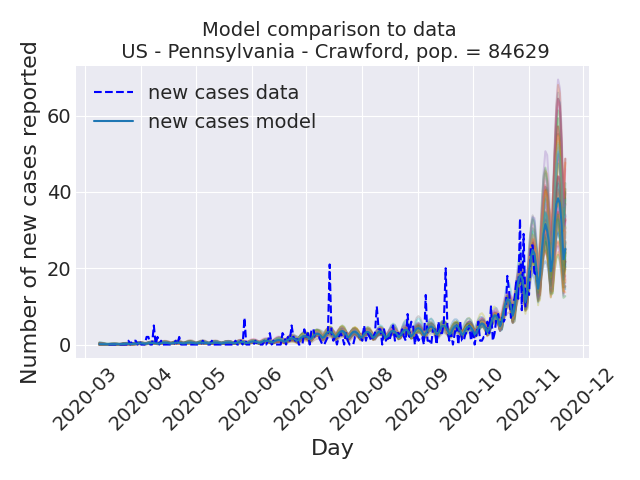 Model comparison to data
US - Pennsylvania - Crawford, pop. = 84629
Number of new cases reported
60
40
20
0
new cases data
new cases model
2020-03
2020-04
2020-05
2020-06
2020-07
2020-08
2020-09
2020-10
2020-11
2020-12
Day